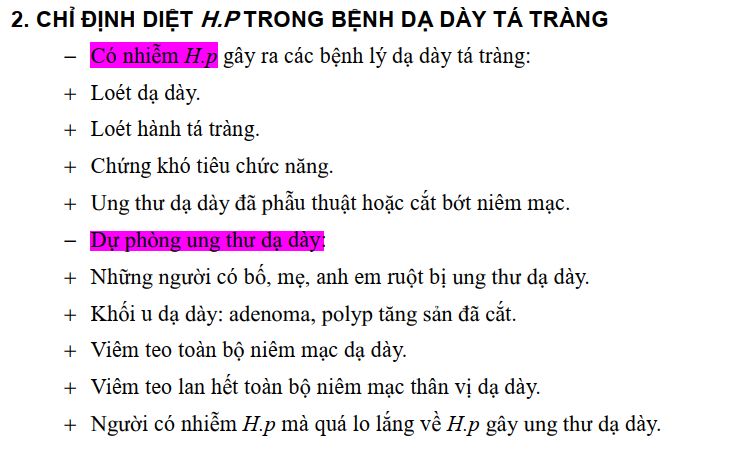 2. CHỈ ĐỊNH DIỆT H.P TRONG BỆNH DẠ DÀY TÁ TRÀNG
– Có nhiễm H.p gây ra các bệnh lý dạ dày tá tràng:
+ Loét dạ dày.
+ Loét hành tá tràng.
+ Chứng khó tiêu chức năng.
+ Ung thư dạ dày đã phẫu thuật hoặc cắt bớt niêm mạc.
– Dự phòng ung thư dạ dày:
+ Những người có bố, mẹ, anh em ruột bị ung thư dạ dày.
+ Khối u dạ dày: adenoma, polyp tăng sản đã cắt.
+ Viêm teo toàn bộ niêm mạc dạ dày.
+ Viêm teo lan hết toàn bộ niêm mạc thân vị dạ dày.
+ Người có nhiễm H.p mà quá lo lắng về H.p gây ung thư dạ dày.